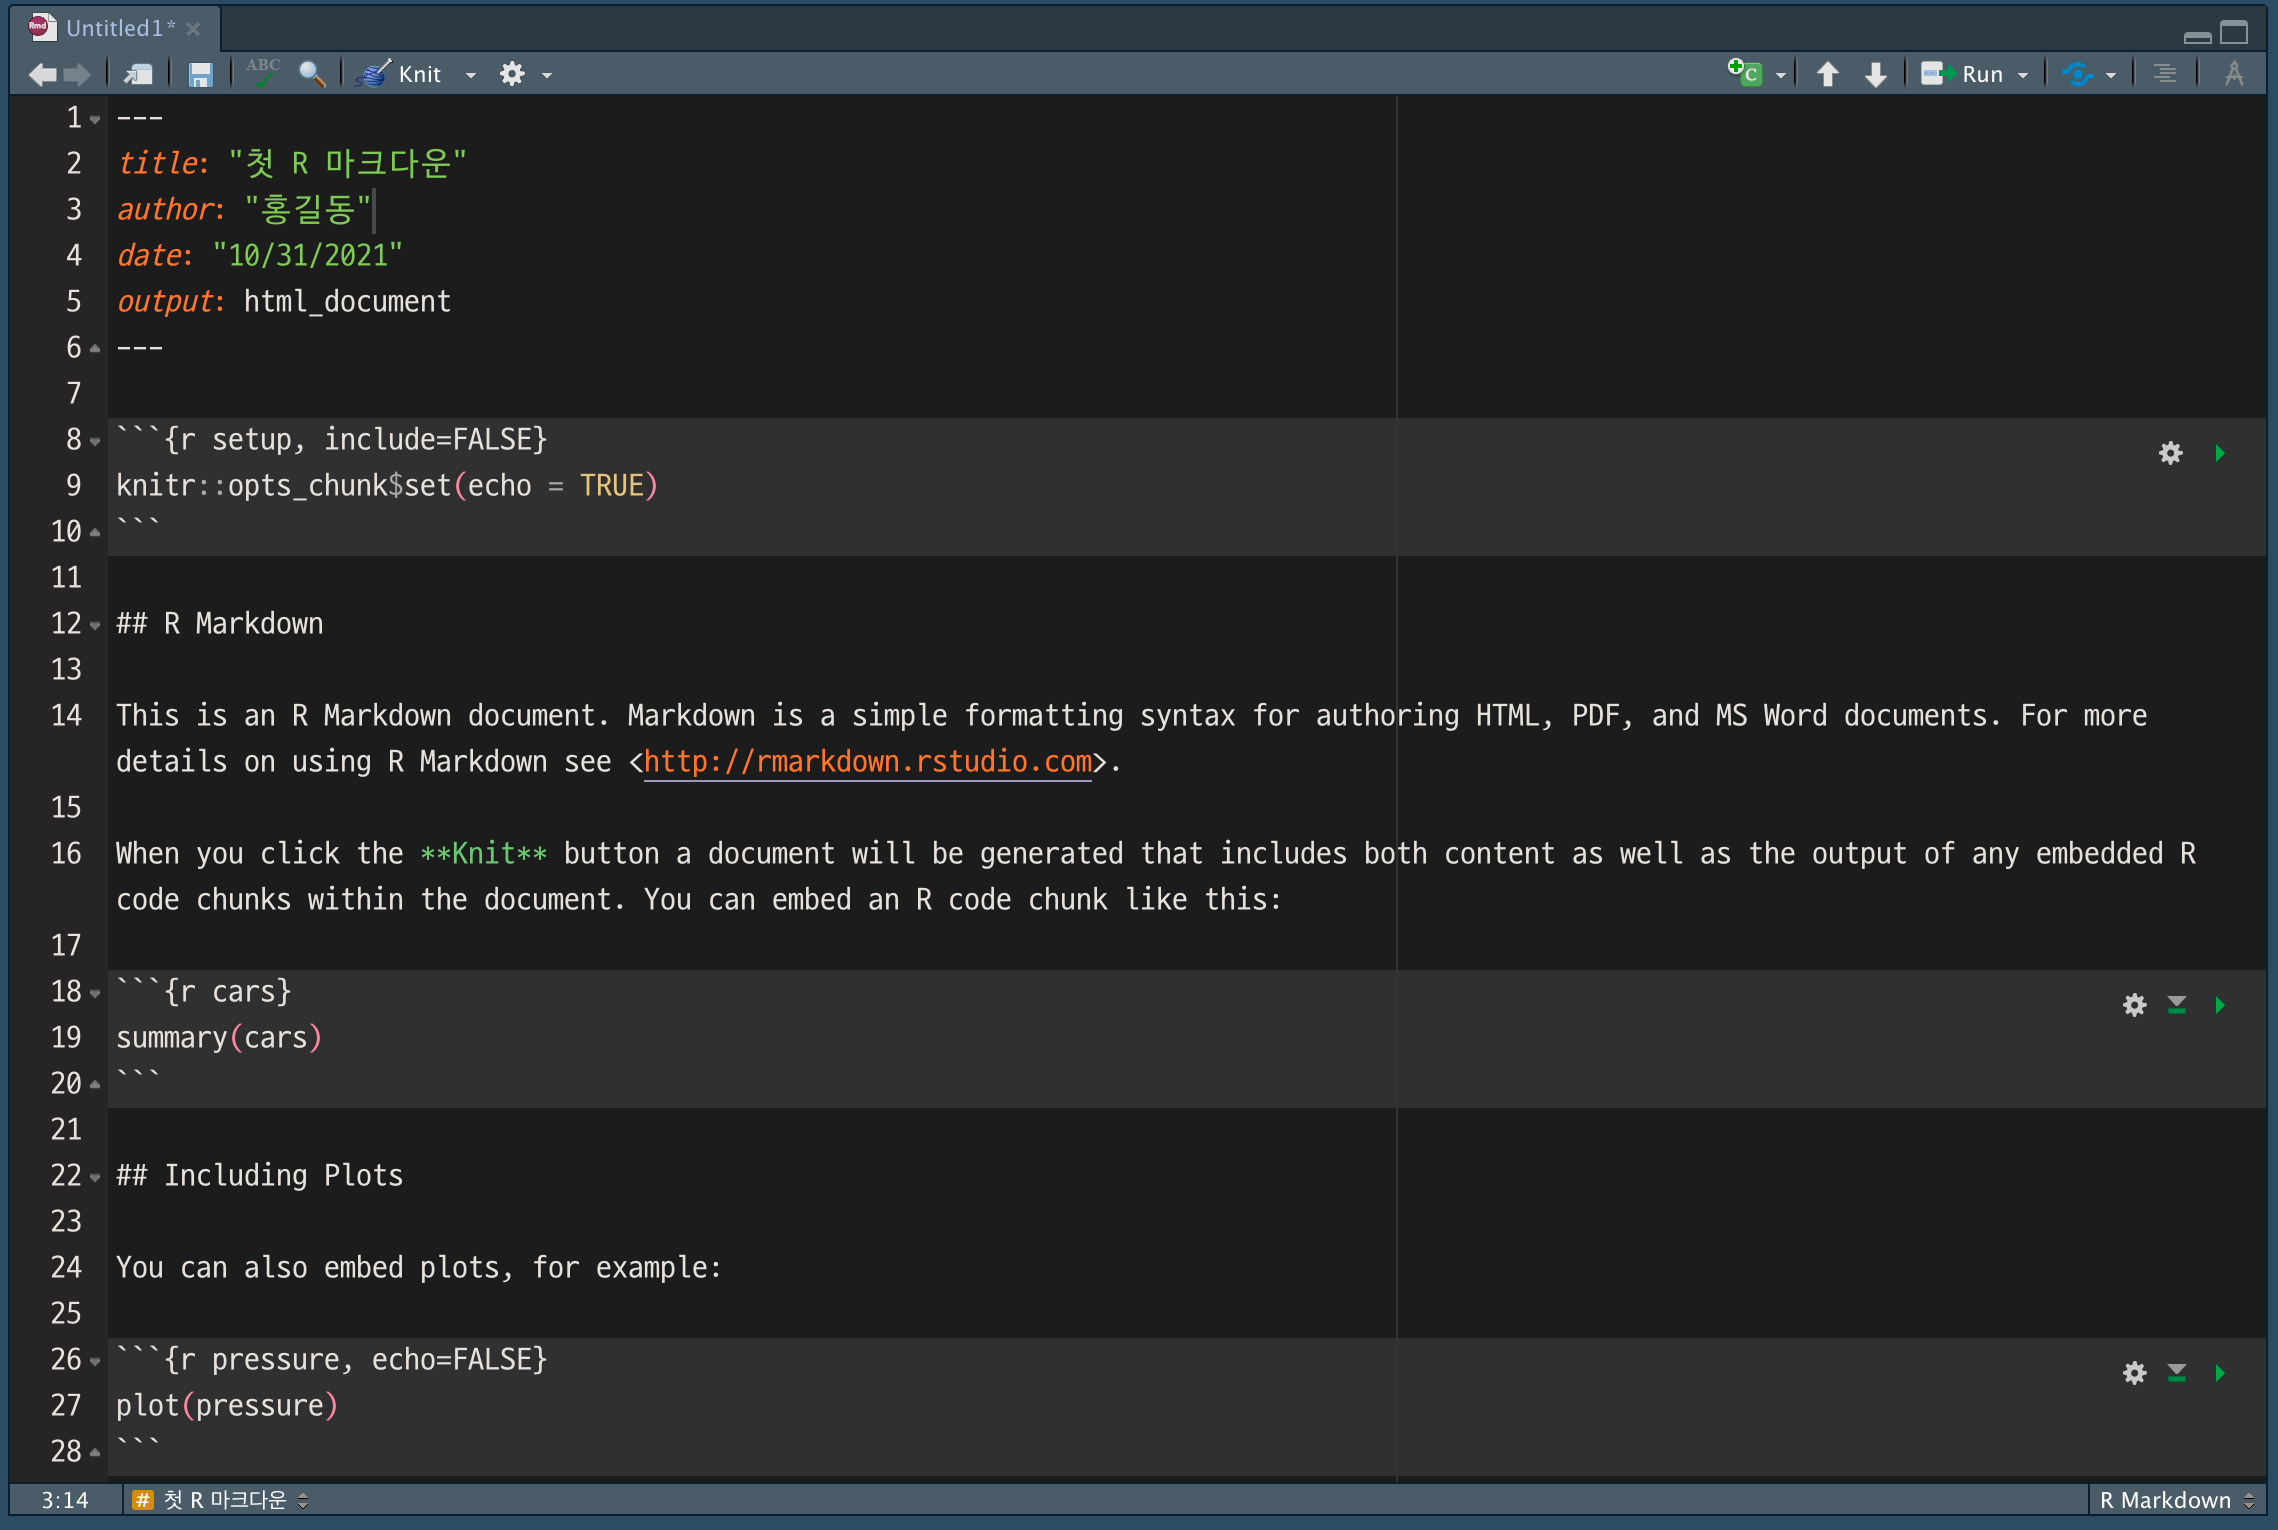 Untitled1*
ABC Knit C Run
1 ---
2 title: "첫 R 마크다운"
3 author: "홍길동"
4 date: "10/31/2021"
5 output: html_document
6 ---
7
8 ```{r setup, include=FALSE}
9 knitr::opts_chunk$set(echo = TRUE)
10 ```
11
12 ## R Markdown
13
14 This is an R Markdown document. Markdown is a simple formatting syntax for authoring HTML, PDF, and MS Word documents. For more
details on using R Markdown see <http://rmarkdown.rstudio.com>.
15
16 When you click the **Knit** button a document will be generated that includes both content as well as the output of any embedded R
code chunks within the document. You can embed an R code chunk like this:
17
18 ```{r cars}
19 summary(cars)
20 ```
21
22 ## Including Plots
23
24 You can also embed plots, for example:
25
26 ```{r pressure, echo=FALSE}
27 plot(pressure)
28 ```
3:14 # 첫 R 마크다운 R Markdown